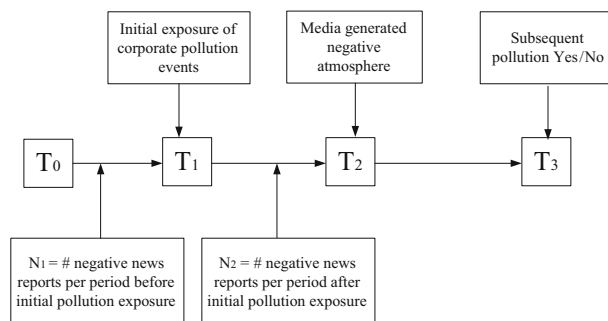 Initial exposure of
corporate pollution
events
Media generated
negative
atmosphere
Subsequent
pollution Yes/No
T0
T1
T2
T3
N1 = # negative news
reports per period before
initial pollution exposure
N2 = # negative news
reports per period after
initial pollution exposure